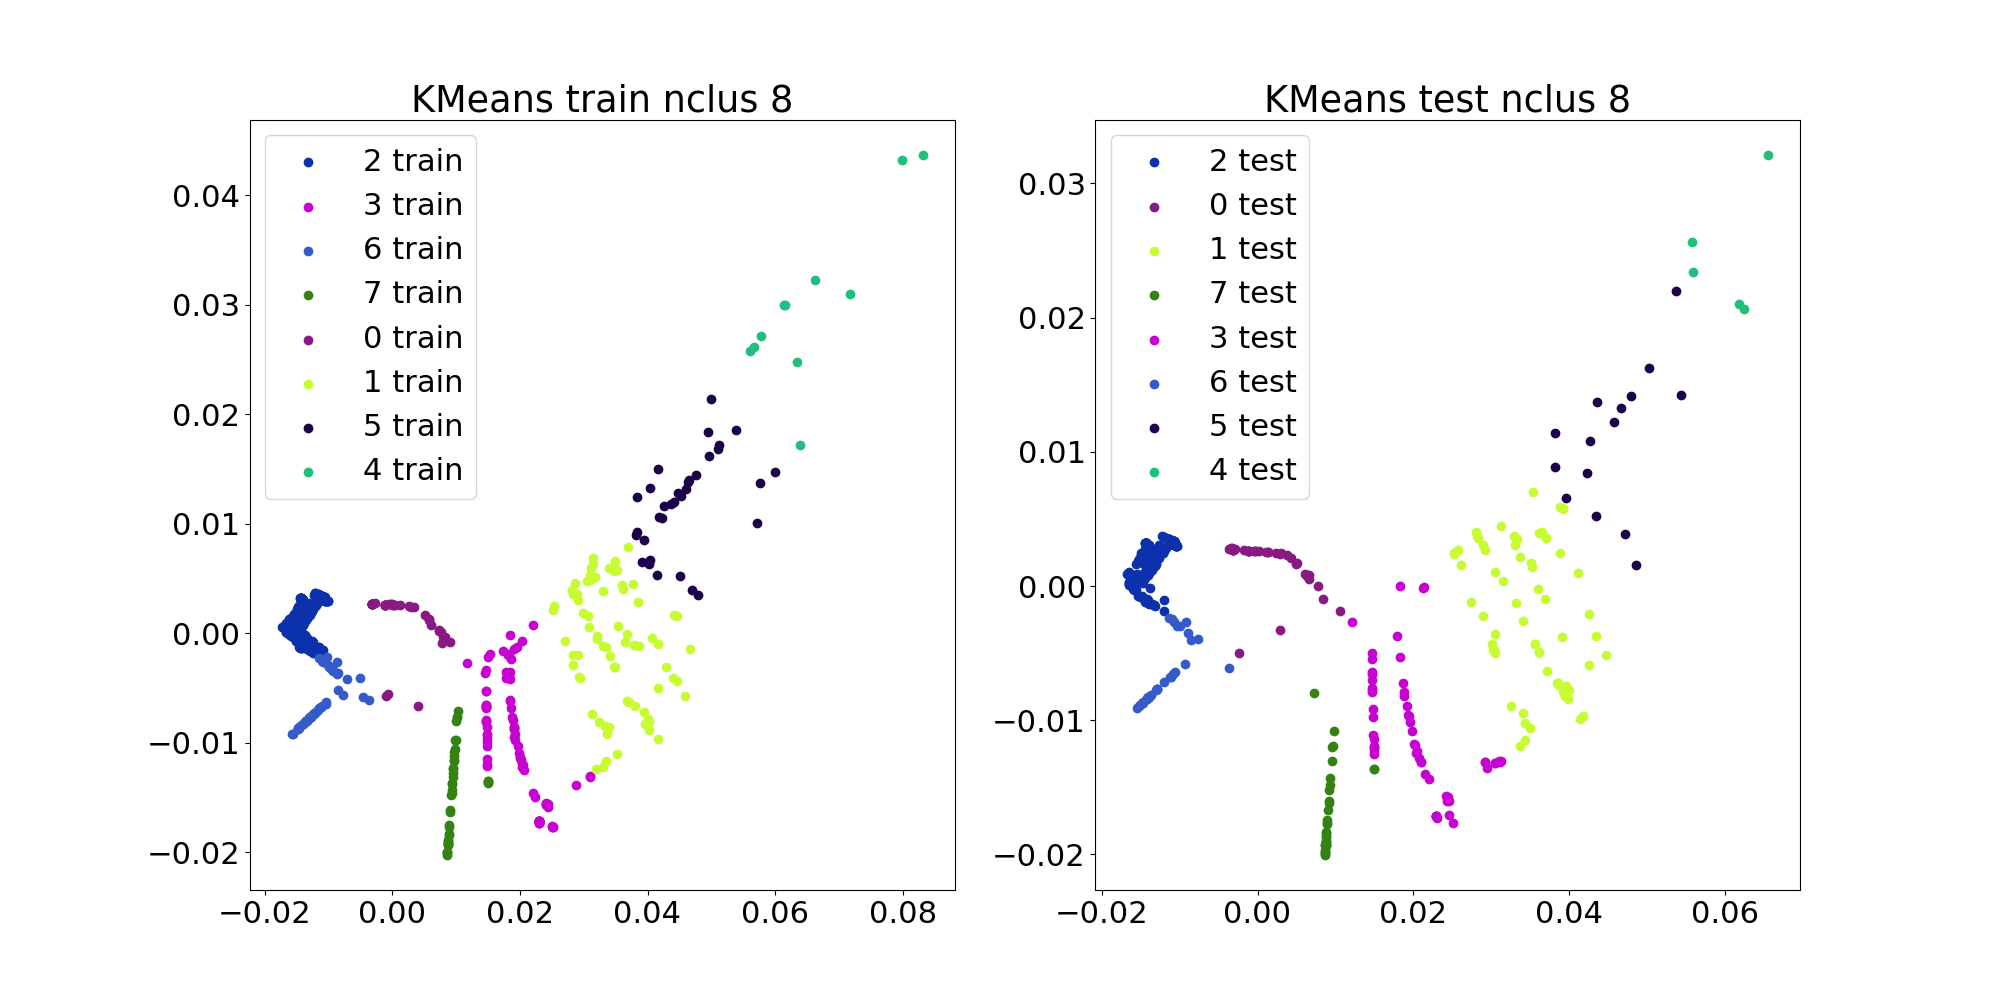 KMeans train nclus 8
2 train
3 train
6 train
7 train
0 train
1 train
5 train
4 train
0.04
0.03
0.02
0.01
0.00
−0.01
−0.02
−0.02 0.00 0.02 0.04 0.06 0.08
KMeans test nclus 8
2 test
0 test
1 test
7 test
3 test
6 test
5 test
4 test
0.03
0.02
0.01
0.00
−0.01
−0.02
−0.02 0.00 0.02 0.04 0.06